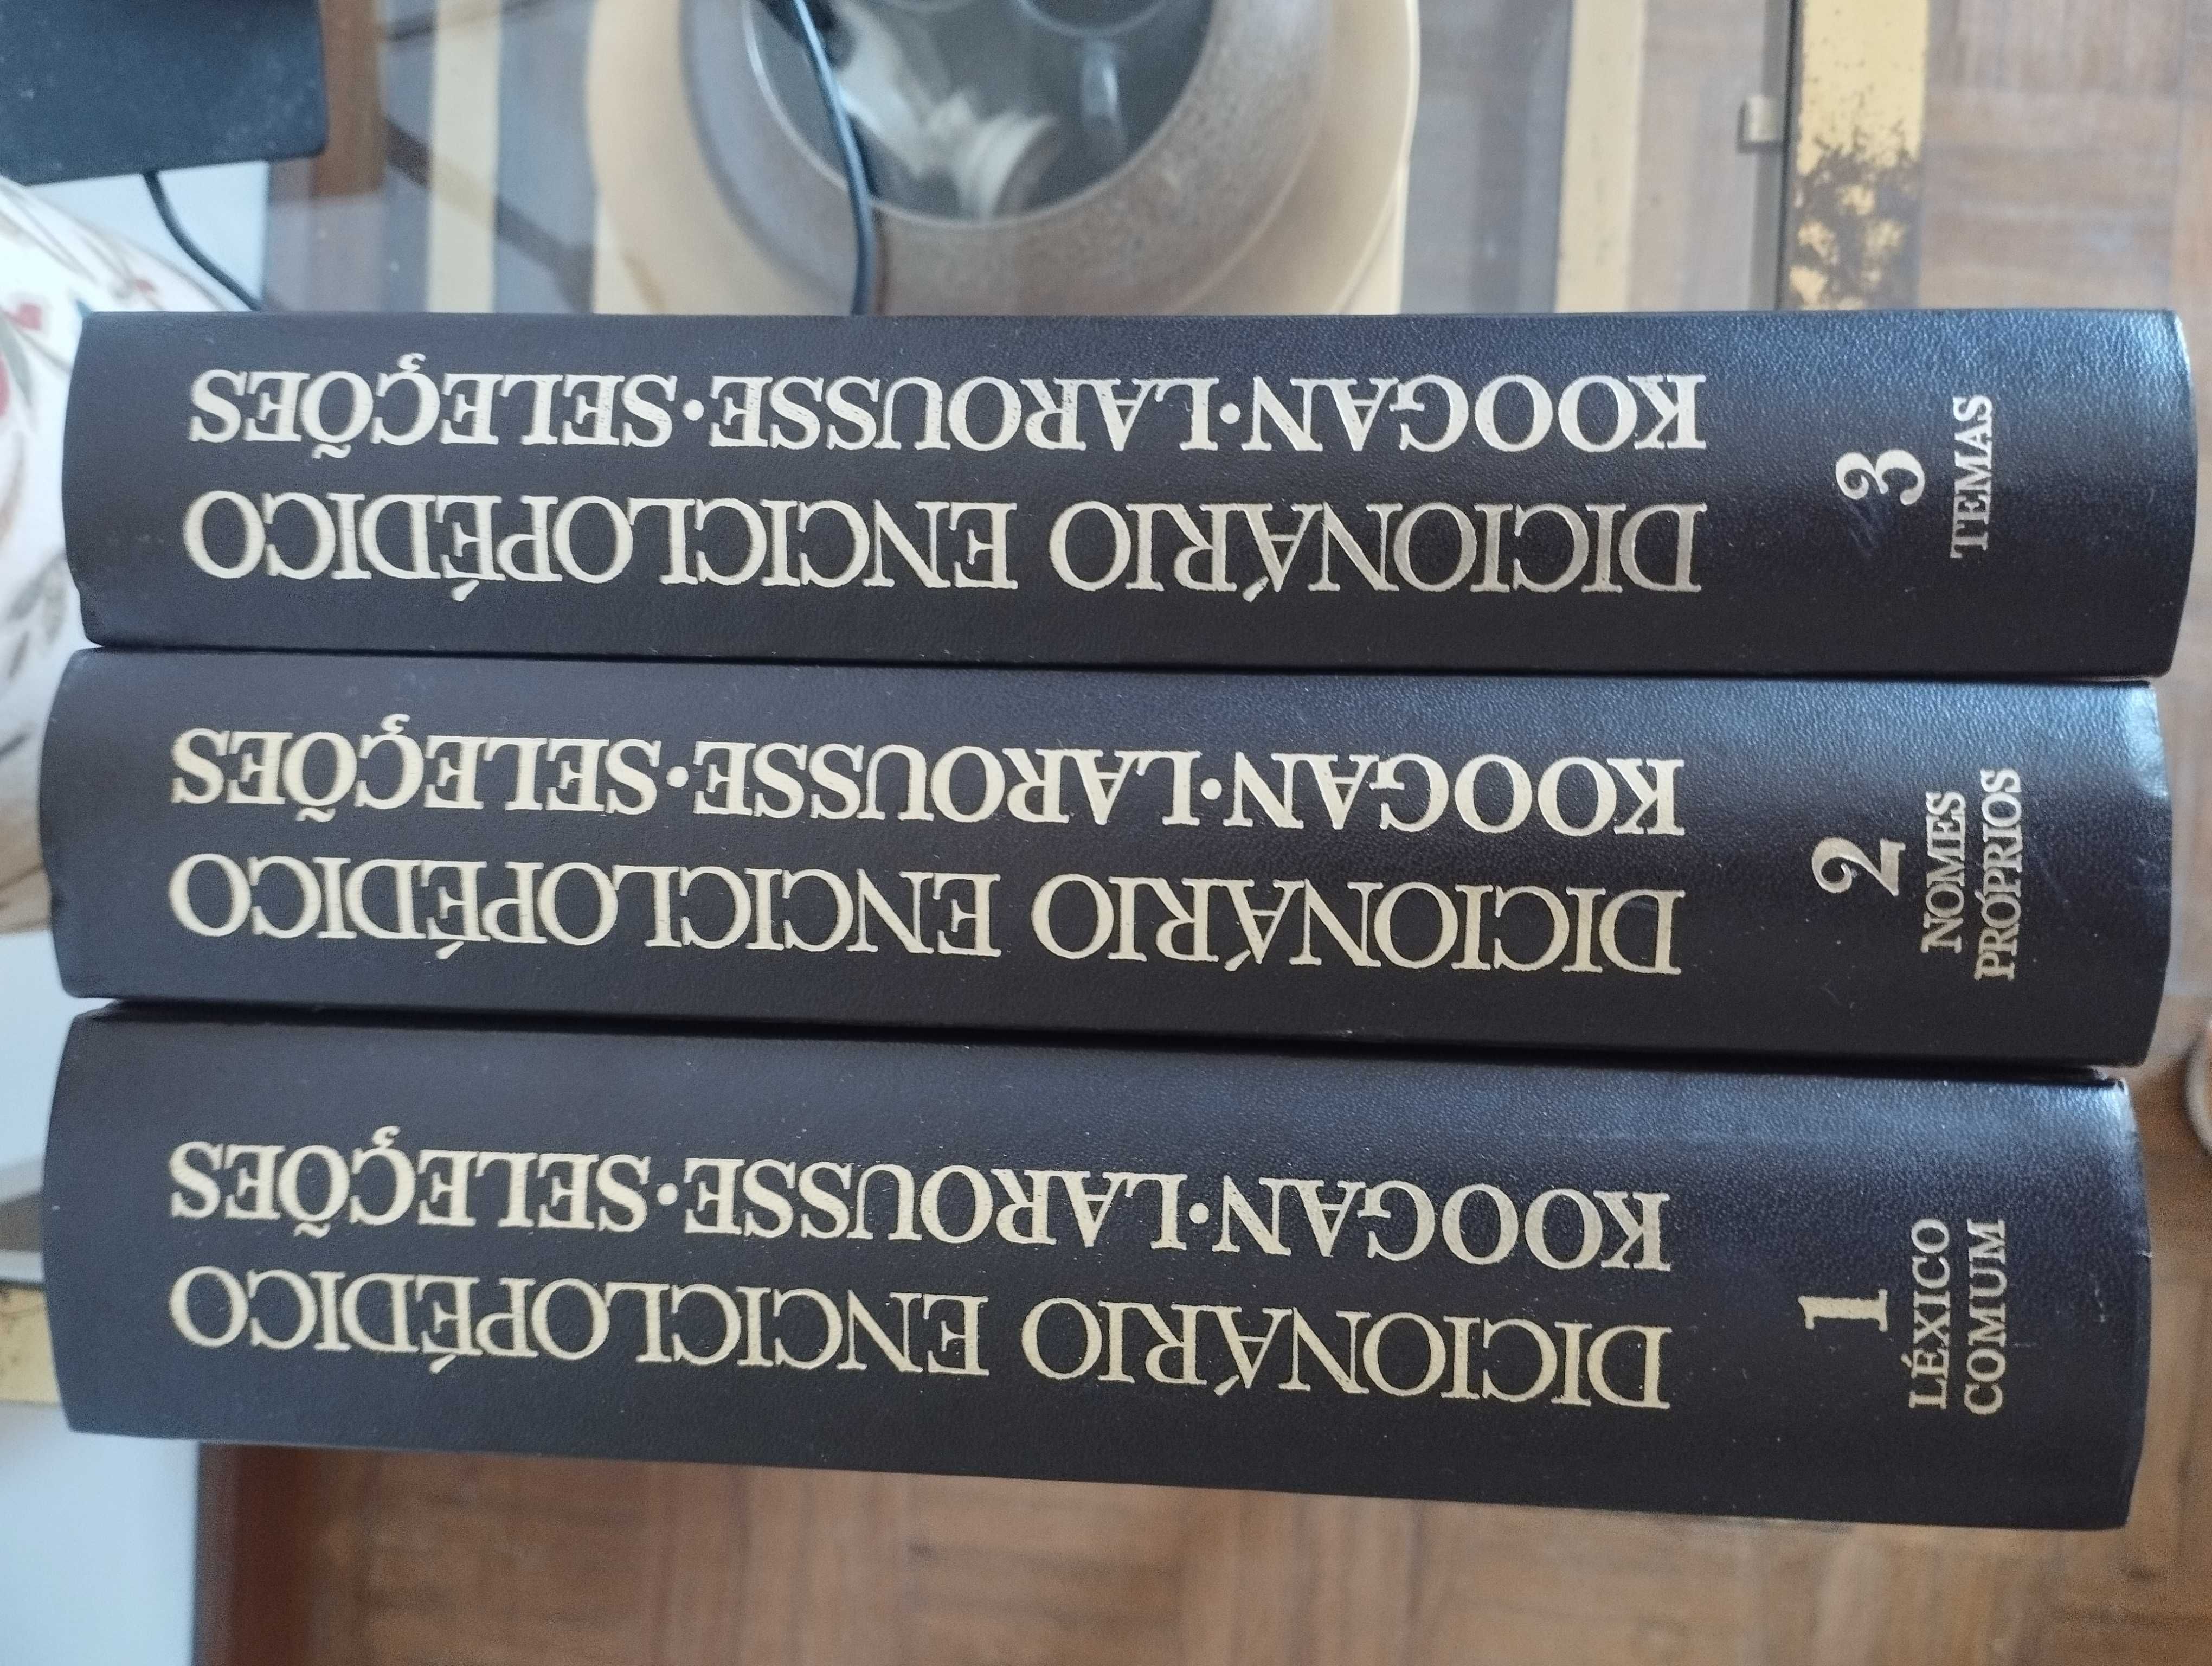 DICIONÁRIO ENCICLOPÉDICO
KOOGAN·LAROUSSE·SELEÇÕES
1
LÉXICO
COMUM
DICIONÁRIO ENCICLOPÉDICO
KOOGAN·LAROUSSE·SELEÇÕES
2
NOMES
PRÓPRIOS
DICIONÁRIO ENCICLOPÉDICO
KOOGAN·LAROUSSE·SELEÇÕES
3
TEMAS